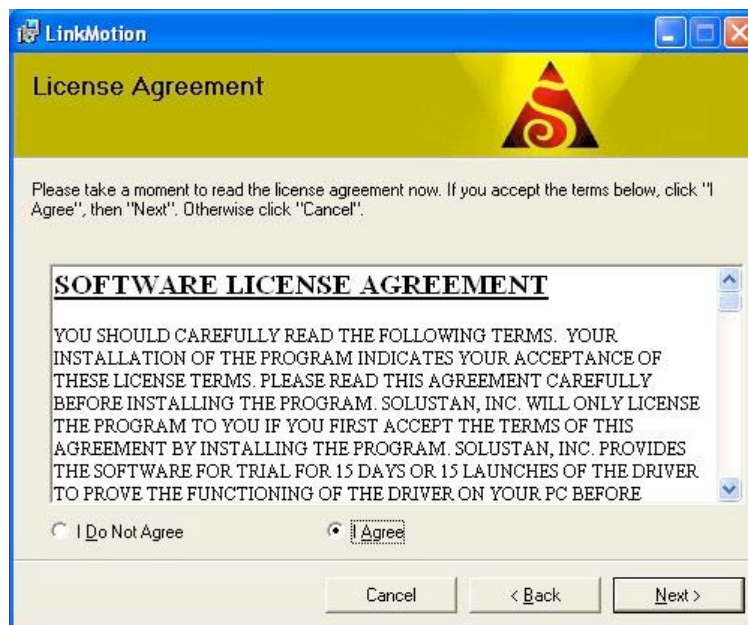 LinkMotion
License Agreement
Please take a moment to read the license agreement now. If you accept the terms below, click "I
Agree", then "Next". Otherwise click "Cancel".
SOFTWARE LICENSE AGREEMENT
YOU SHOULD CAREFULLY READ THE FOLLOWING TERMS. YOUR
INSTALLATION OF THE PROGRAM INDICATES YOUR ACCEPTANCE OF
THESE LICENSE TERMS. PLEASE READ THIS AGREEMENT CAREFULLY
BEFORE INSTALLING THE PROGRAM. SOLUSTAN, INC. WILL ONLY LICENSE
THE PROGRAM TO YOU IF YOU FIRST ACCEPT THE TERMS OF THIS
AGREEMENT BY INSTALLING THE PROGRAM. SOLUSTAN, INC. PROVIDES
THE SOFTWARE FOR TRIAL FOR 15 DAYS OR 15 LAUNCHES OF THE DRIVER
TO PROVE THE FUNCTIONING OF THE DRIVER ON YOUR PC BEFORE
I Do Not Agree
I Agree
Cancel
< Back
Next >